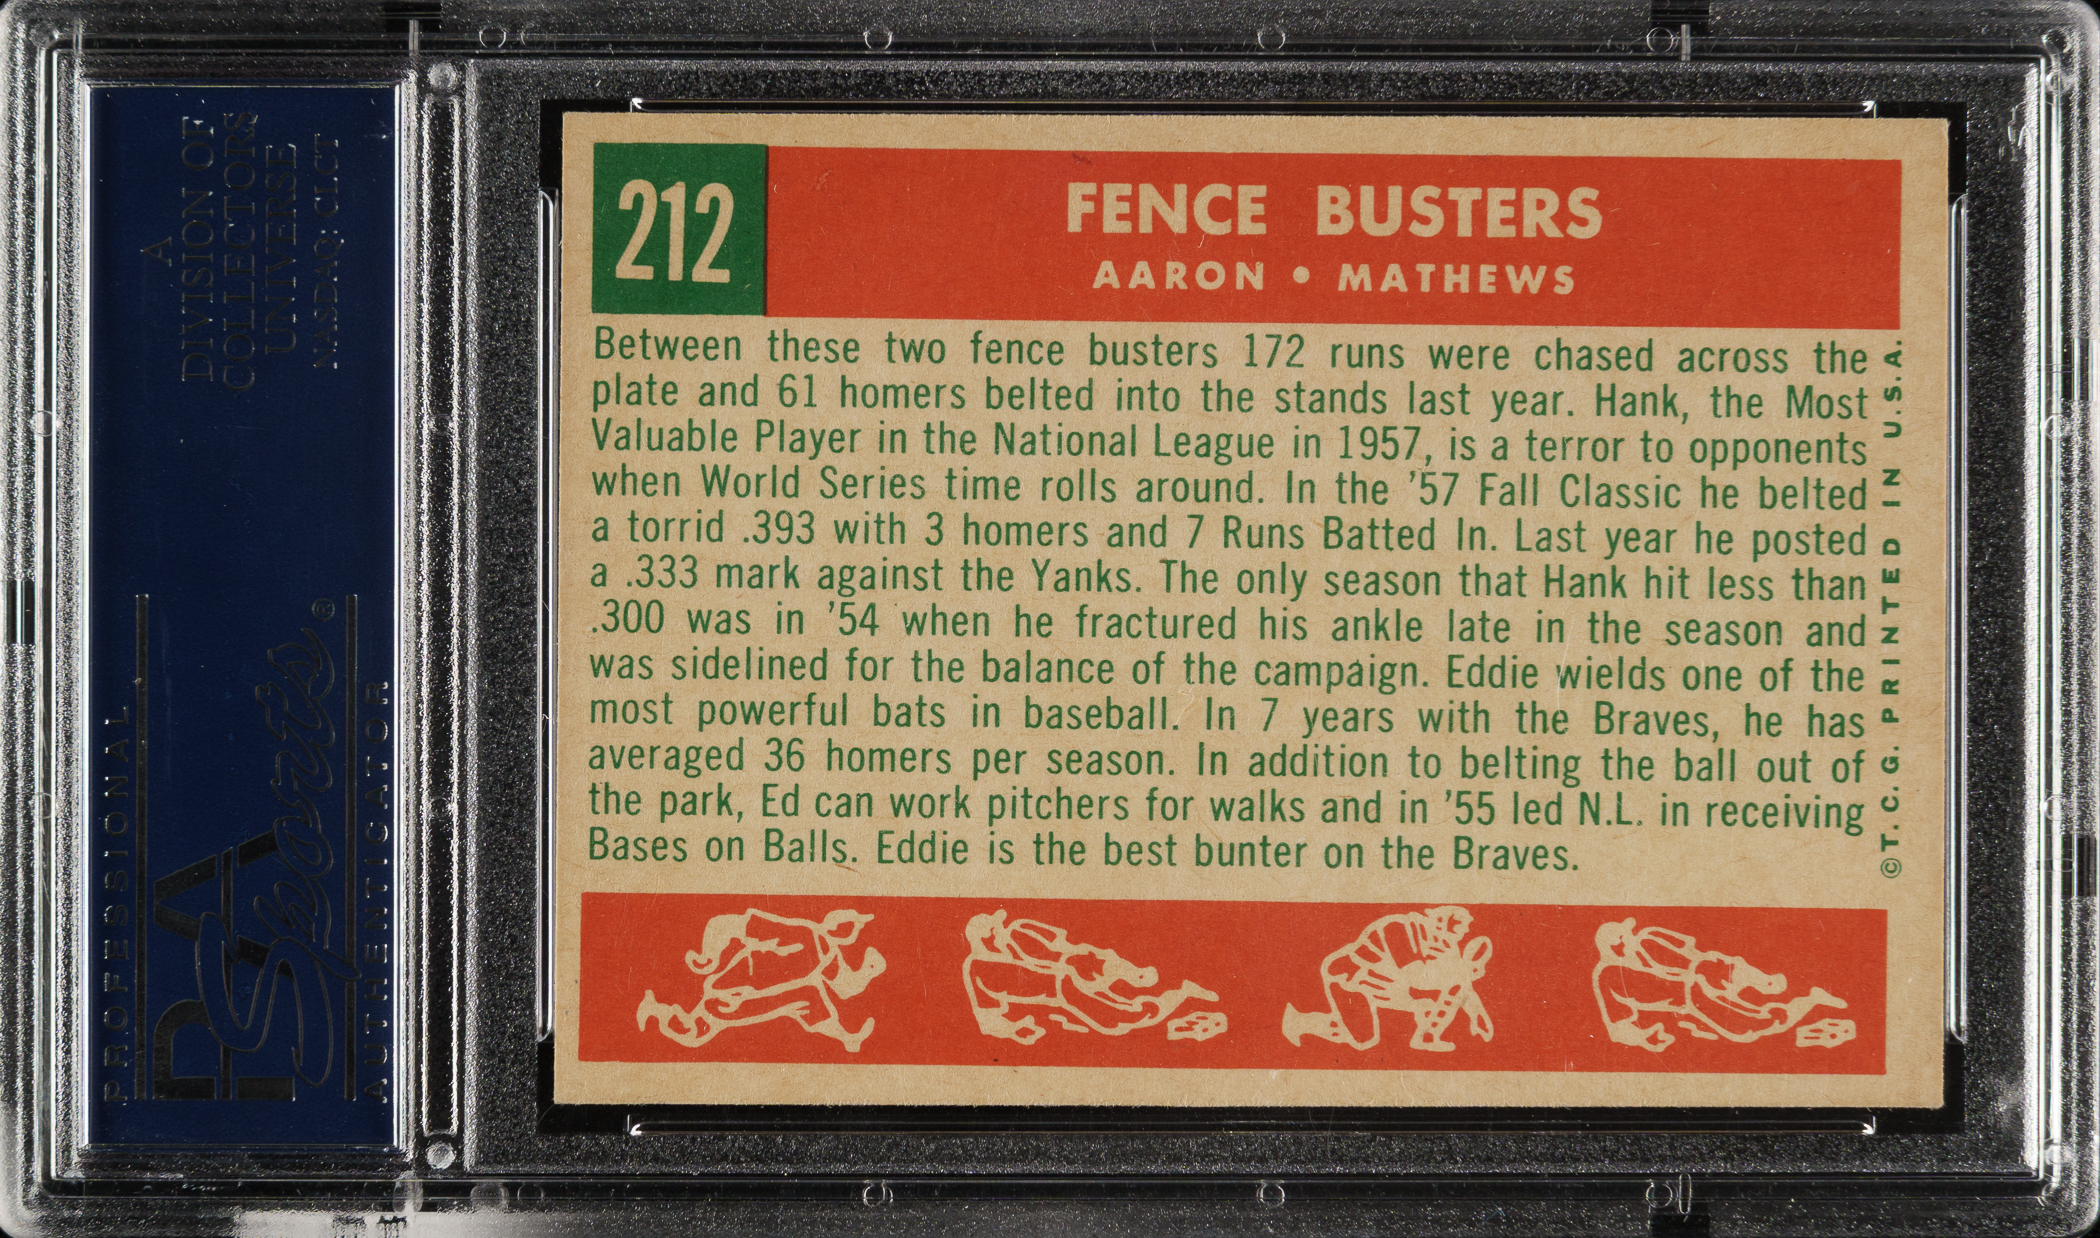 A
DIVISION OF
COLLECTORS
UNIVERSE
NASDAQ: CLCT
PROFESSIONAL
PSA
Sports®
AUTHENTICATOR
212
FENCE BUSTERS
AARON • MATHEWS
Between these two fence busters 172 runs were chased across the
plate and 61 homers belted into the stands last year. Hank, the Most
Valuable Player in the National League in 1957, is a terror to opponents
when World Series time rolls around. In the '57 Fall Classic he belted
a torrid .393 with 3 homers and 7 Runs Batted In. Last year he posted
a .333 mark against the Yanks. The only season that Hank hit less than
.300 was in '54 when he fractured his ankle late in the season and
was sidelined for the balance of the campaign. Eddie wields one of the
most powerful bats in baseball. In 7 years with the Braves, he has
averaged 36 homers per season. In addition to belting the ball out of
the park, Ed can work pitchers for walks and in '55 led N.L. in receiving
Bases on Balls. Eddie is the best bunter on the Braves.
©T.C.G. PRINTED IN U.S.A.